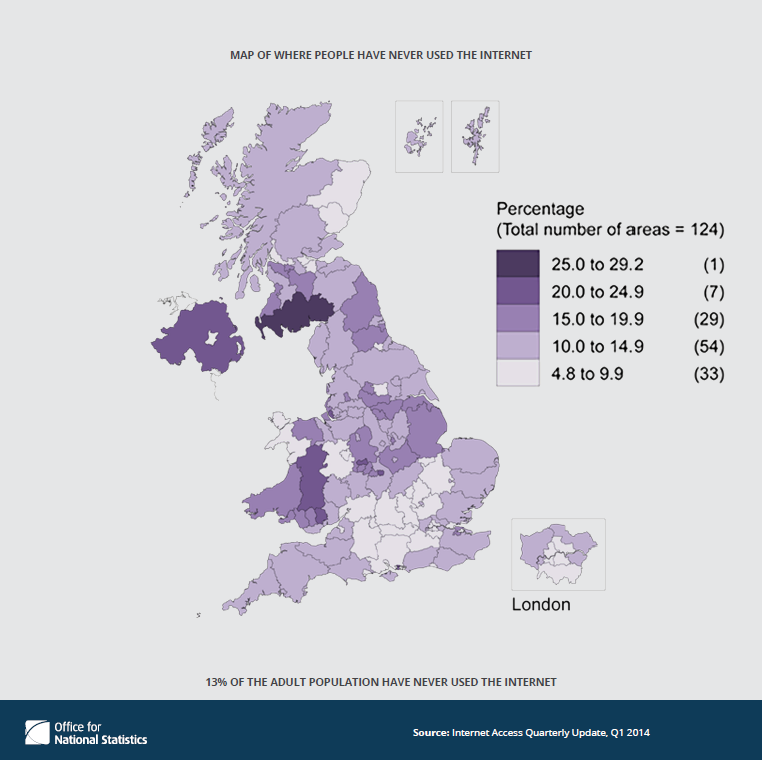 MAP OF WHERE PEOPLE HAVE NEVER USED THE INTERNET
Percentage
(Total number of areas = 124)
25.0 to 29.2 (1)
20.0 to 24.9 (7)
15.0 to 19.9 (29)
10.0 to 14.9 (54)
4.8 to 9.9 (33)
London
13% OF THE ADULT POPULATION HAVE NEVER USED THE INTERNET
Office for
National Statistics
Source: Internet Access Quarterly Update, Q1 2014